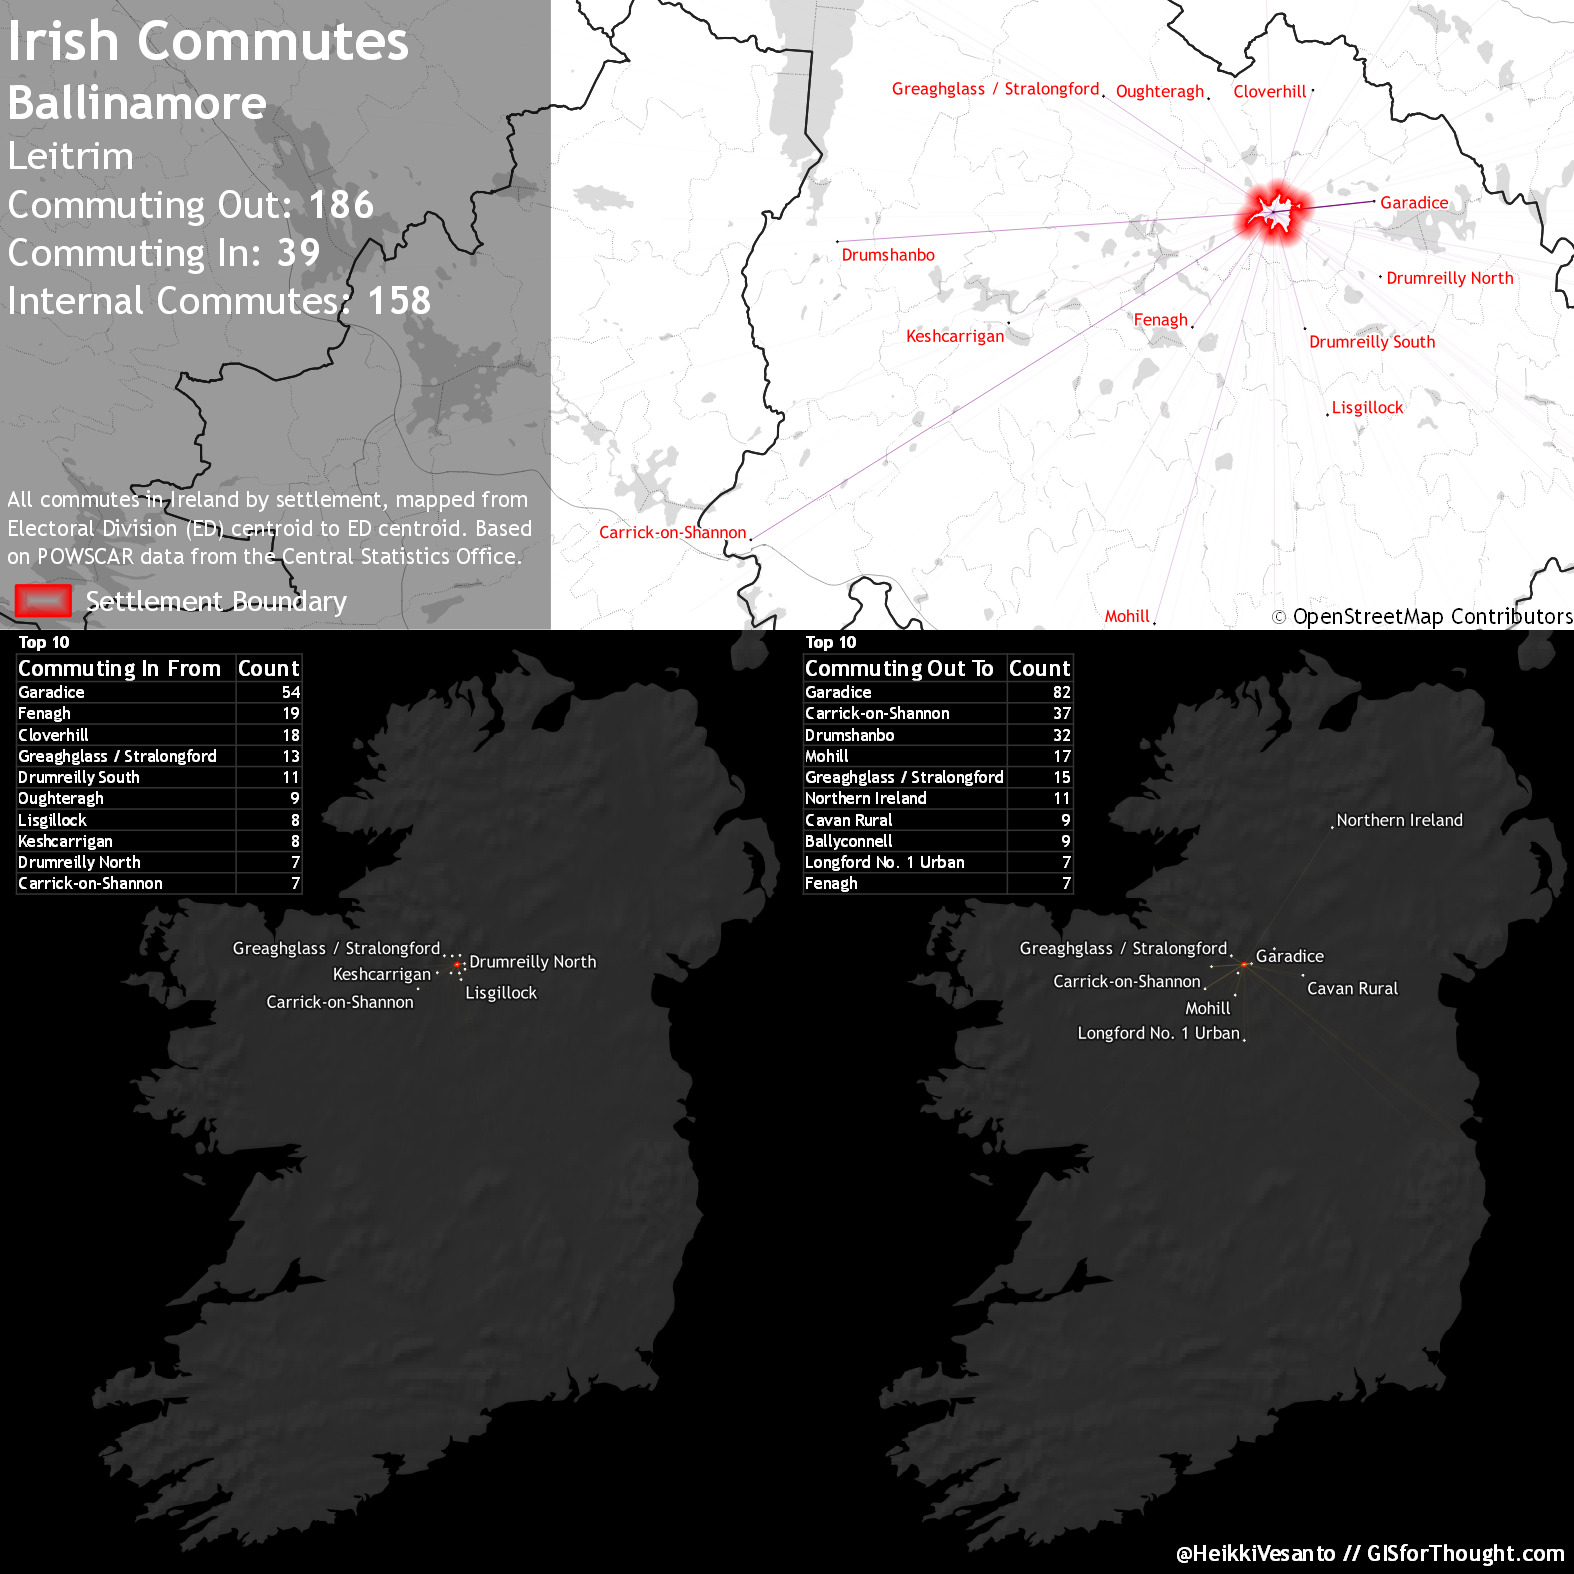 Irish Commutes
Ballinamore
Leitrim
Commuting Out: 186
Commuting In: 39
Internal Commutes: 158
All commutes in Ireland by settlement, mapped from
Electoral Division (ED) centroid to ED centroid. Based
on POWSCAR data from the Central Statistics Office.
Settlement Boundary
Greaghglass / Stralongford
Oughteragh
Cloverhill
Garadice
Drumshanbo
Drumreilly North
Fenagh
Keshcarrigan
Drumreilly South
Lisgillock
Carrick-on-Shannon
Mohill
© OpenStreetMap Contributors
Top 10
Commuting In From Count
Garadice 54
Fenagh 19
Cloverhill 18
Greaghglass / Stralongford 13
Drumreilly South 11
Oughteragh 9
Lisgillock 8
Keshcarrigan 8
Drumreilly North 7
Carrick-on-Shannon 7
Greaghglass / Stralongford
Drumreilly North
Keshcarrigan
Lisgillock
Carrick-on-Shannon
Top 10
Commuting Out To Count
Garadice 82
Carrick-on-Shannon 37
Drumshanbo 32
Mohill 17
Greaghglass / Stralongford 15
Northern Ireland 11
Cavan Rural 9
Ballyconnell 9
Longford No. 1 Urban 7
Fenagh 7
Northern Ireland
Greaghglass / Stralongford
Garadice
Carrick-on-Shannon
Cavan Rural
Mohill
Longford No. 1 Urban
@HeikkiVesanto // GISforThought.com